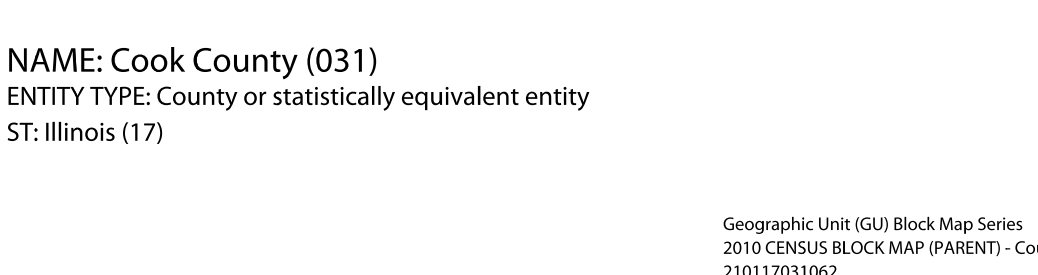 NAME: Cook County (031)
ENTITY TYPE: County or statistically equivalent entity
ST: Illinois (17)
Geographic Unit (GU) Block Map Series
2010 CENSUS BLOCK MAP (PARENT) -
210117031062